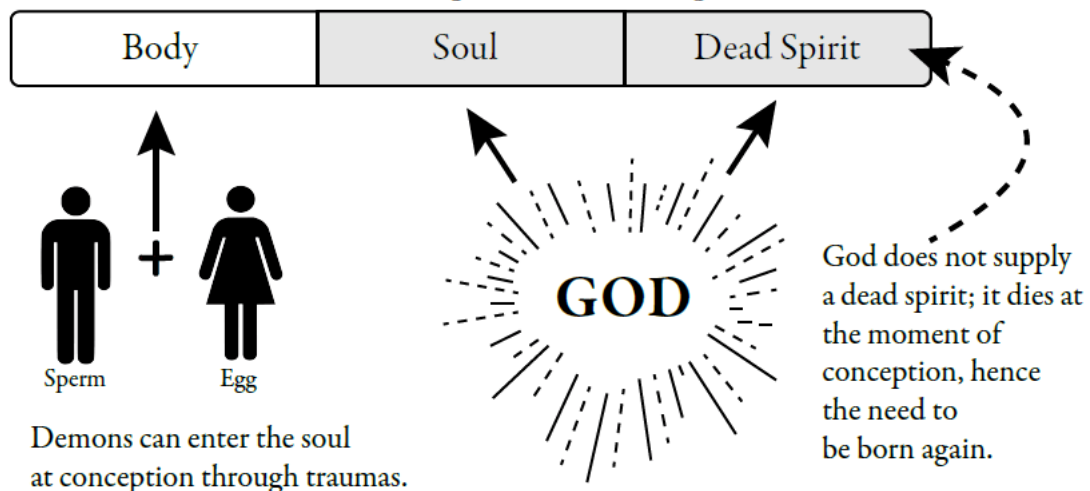 Body
Soul
Dead Spirit
+
GOD
Sperm
Egg
God does not supply
a dead spirit; it dies at
the moment of
conception, hence
the need to
be born again.
Demons can enter the soul
at conception through traumas.